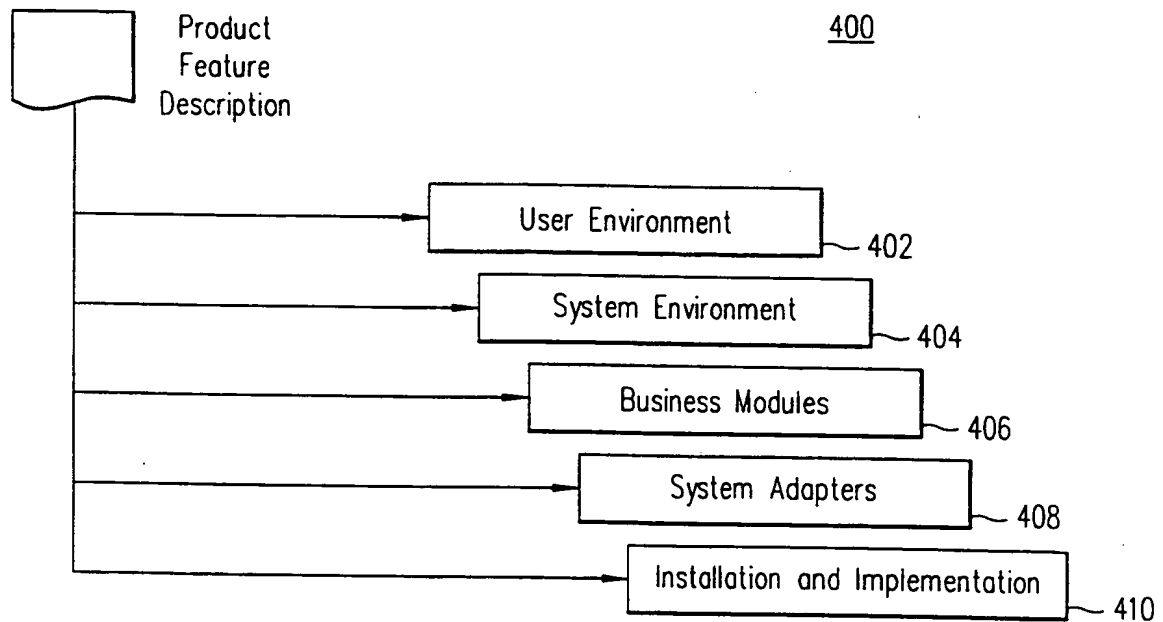 Product
Feature
Description
400
User Environment
402
System Environment
404
Business Modules
406
System Adapters
408
Installation and Implementation
410